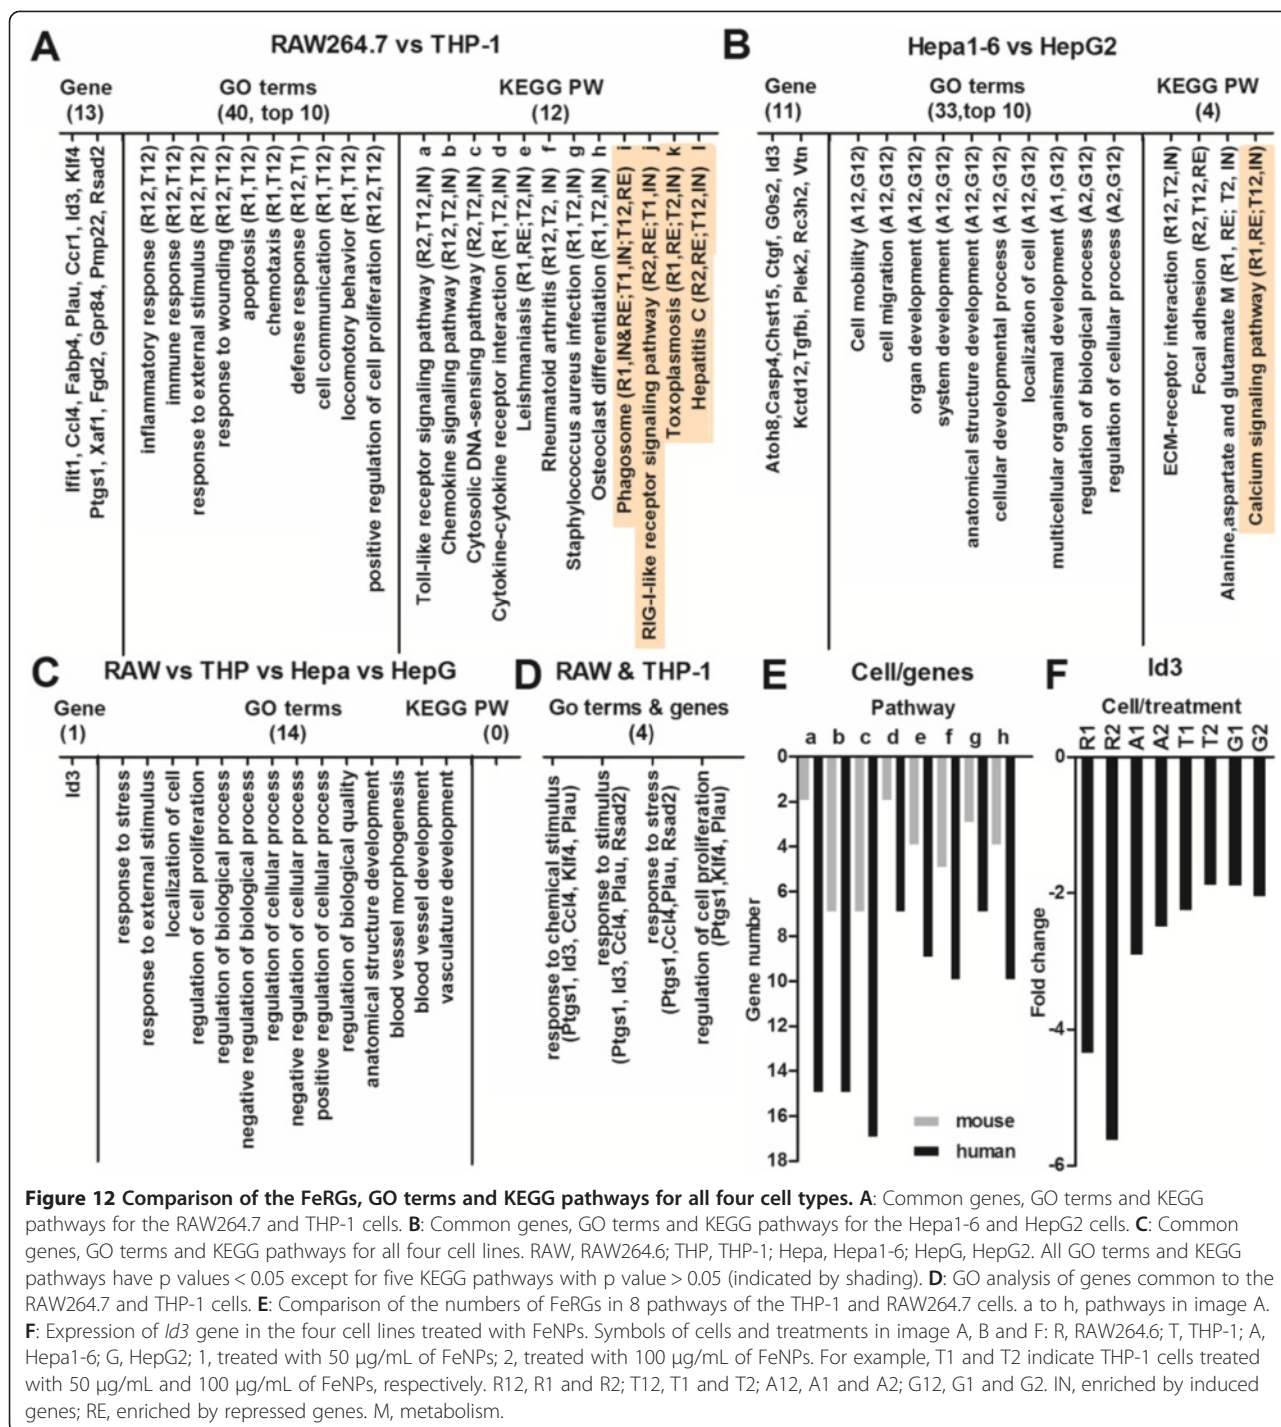 A
RAW264.7 vs THP-1
Gene
(13)
GO terms
(40, top 10)
KEGG PW
(12)
Ifit1, Ccl4, Fabp4, Plau, Ccr1, Id3, Klf4
Ptgs1, Xaf1, Fgd2, Gpr84, Pmp22, Rsad2
inflammatory response (R12,T12)
immune response (R12,T12)
response to external stimulus (R12,T12)
response to wounding (R12,T12)
apoptosis (R1,T12)
chemotaxis (R1,T12)
defense response (R12,T1)
cell communication (R1,T12)
locomotory behavior (R1,T12)
positive regulation of cell proliferation (R12,T12)
Toll-like receptor signaling pathway (R2,T12,IN) a
Chemokine signaling pathway (R12,T2,IN) b
Cytosolic DNA-sensing pathway (R2,T2,IN) c
Cytokine-cytokine receptor interaction (R1,T2,IN) d
Leishmaniasis (R1,RE;T2,IN) e
Rheumatoid arthritis (R12,T2, IN) f
Staphylococcus aureus infection (R1,T2,IN) g
Osteoclast differentiation (R1,T2,IN) h
Phagosome (R1,IN&RE;T1,IN;T12,RE) i
RIG-I-like receptor signaling pathway (R2,RE;T1,IN) j
Toxoplasmosis (R1,RE;T2,IN) k
Hepatitis C (R2,RE;T12,IN) l
B
Hepa1-6 vs HepG2
Gene
(11)
GO terms
(33,top 10)
KEGG PW
(4)
Atoh8,Casp4,Chst15, Ctgf, G0s2, Id3
Kctd12,Tgfbi, Plek2, Rc3h2, Vtn
Cell mobility (A12,G12)
cell migration (A12,G12)
organ development (A12,G12)
system development (A12,G12)
anatomical structure development (A2,G12)
cellular developmental process (A12,G12)
localization of cell (A12,G12)
multicellular organismal development (A1,G12)
regulation of biological process (A2,G12)
regulation of cellular process (A2,G12)
ECM-receptor interaction (R12,T2,IN)
Focal adhesion (R2,T12,RE)
Alanine,aspartate and glutamate M (R1, RE; T2, IN)
Calcium signaling pathway (R1,RE;T12,IN)
C
RAW vs THP vs Hepa vs HepG
Gene
(1)
GO terms
(14)
KEGG PW
(0)
Id3
response to stress
response to external stimulus
localization of cell
regulation of cell proliferation
regulation of biological process
negative regulation of biological process
regulation of cellular process
negative regulation of cellular process
positive regulation of cellular process
regulation of biological quality
anatomical structure development
blood vessel morphogenesis
blood vessel development
vasculature development
D
RAW & THP-1
Go terms & genes
(4)
response to chemical stimulus
(Ptgs1, Id3, Ccl4, Klf4, Plau)
response to stimulus
(Ptgs1, Id3, Ccl4, Plau, Rsad2)
response to stress
(Ptgs1,Ccl4,Plau, Rsad2)
regulation of cell proliferation
(Ptgs1,Klf4, Plau)
E
Cell/genes
Pathway
a b c d e f g h
Gene number
0
2
4
6
8
10
12
14
16
18
mouse
human
F
Id3
Cell/treatment
R1 R2 A1 A2 T1 T2 G1 G2
Fold change
0
-2
-4
-6
Figure 12 Comparison of the FeRGs, GO terms and KEGG pathways for all four cell types. A: Common genes, GO terms and KEGG
pathways for the RAW264.7 and THP-1 cells. B: Common genes, GO terms and KEGG pathways for the Hepa1-6 and HepG2 cells. C: Common
genes, GO terms and KEGG pathways for all four cell lines. RAW, RAW264.6; THP, THP-1; Hepa, Hepa1-6; HepG, HepG2. All GO terms and KEGG
pathways have p values < 0.05 except for five KEGG pathways with p value > 0.05 (indicated by shading). D: GO analysis of genes common to the
RAW264.7 and THP-1 cells. E: Comparison of the numbers of FeRGs in 8 pathways of the THP-1 and RAW264.7 cells. a to h, pathways in image A.
F: Expression of Id3 gene in the four cell lines treated with FeNPs. Symbols of cells and treatments in image A, B and F: R, RAW264.6; T, THP-1; A,
Hepa1-6; G, HepG2; 1, treated with 50 μg/mL of FeNPs; 2, treated with 100 μg/mL of FeNPs. For example, T1 and T2 indicate THP-1 cells treated
with 50 μg/mL and 100 μg/mL of FeNPs, respectively. R12, R1 and R2; T12, T1 and T2; A12, A1 and A2; G12, G1 and G2. IN, enriched by induced
genes; RE, enriched by repressed genes. M, metabolism.